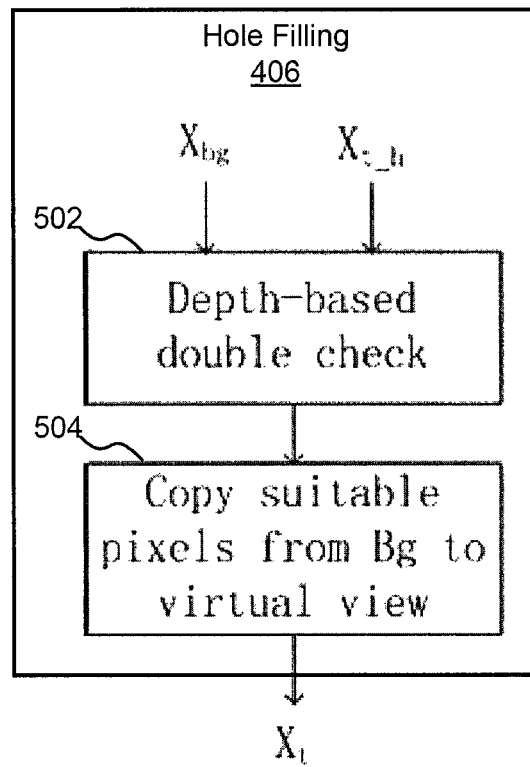 Hole Filling
406
X_bg X_t_h
502
Depth-based
double check
504
Copy suitable
pixels from Bg to
virtual view
X_t